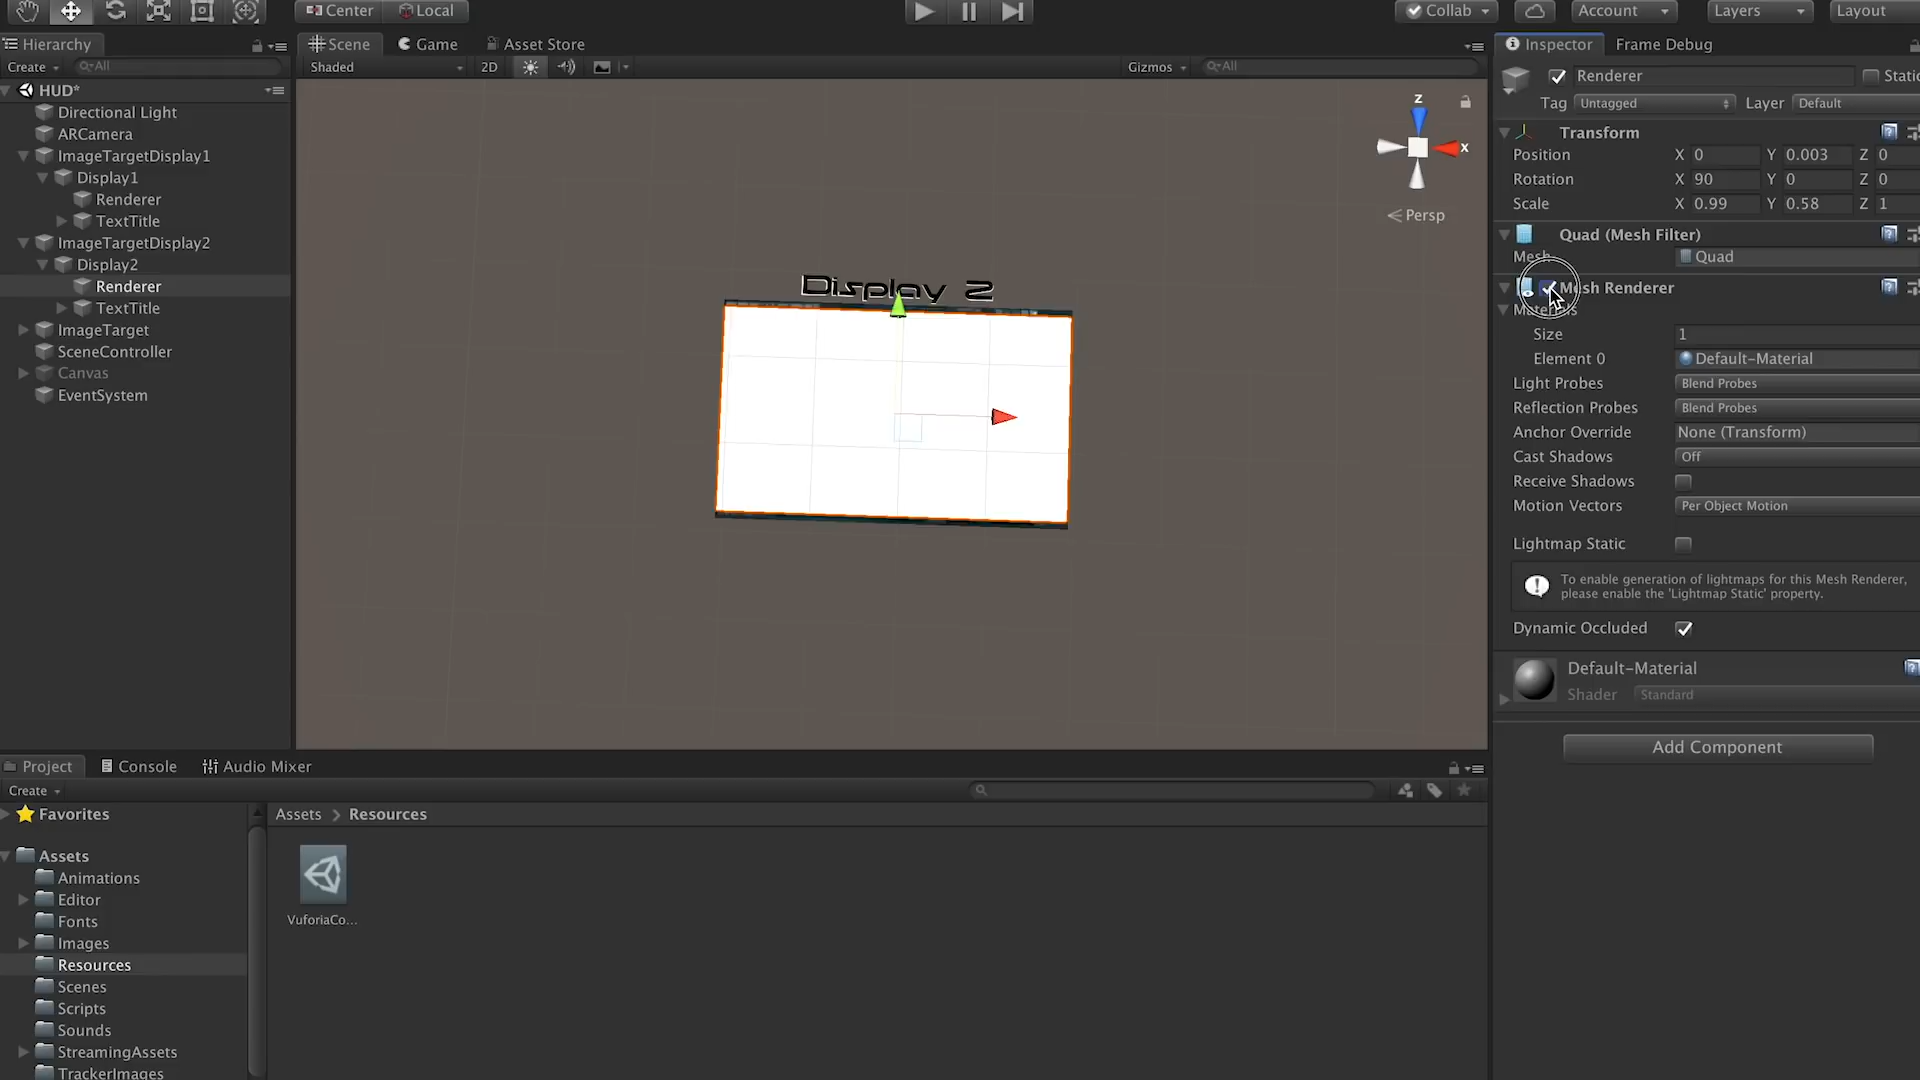 Center
Local
Collab
Account
Layers
Layout
Hierarchy
Scene
Game
Asset Store
Inspector
Frame Debug
Create
All
Shaded
2D
Gizmos
All
Renderer
Static
HUD*
Tag
Untagged
Layer
Default
Directional Light
ARCamera
ImageTargetDisplay1
Display1
Renderer
TextTitle
ImageTargetDisplay2
Display2
Renderer
TextTitle
ImageTarget
SceneController
Canvas
EventSystem
z
x
Persp
Display 2
Transform
Position X 0 Y 0.003 Z 0
Rotation X 90 Y 0 Z 0
Scale X 0.99 Y 0.58 Z 1
Quad (Mesh Filter)
Mesh Quad
Mesh Renderer
Materials
Size 1
Element 0 Default-Material
Light Probes Blend Probes
Reflection Probes Blend Probes
Anchor Override None (Transform)
Cast Shadows Off
Receive Shadows
Motion Vectors Per Object Motion
Lightmap Static
To enable generation of lightmaps for this Mesh Renderer,
please enable the 'Lightmap Static' property.
Dynamic Occluded
Default-Material
Shader Standard
Add Component
Project
Console
Audio Mixer
Create
Favorites
Assets
Animations
Editor
Fonts
Images
Resources
Scenes
Scripts
Sounds
StreamingAssets
TrackerImages
Assets > Resources
VuforiaCo...